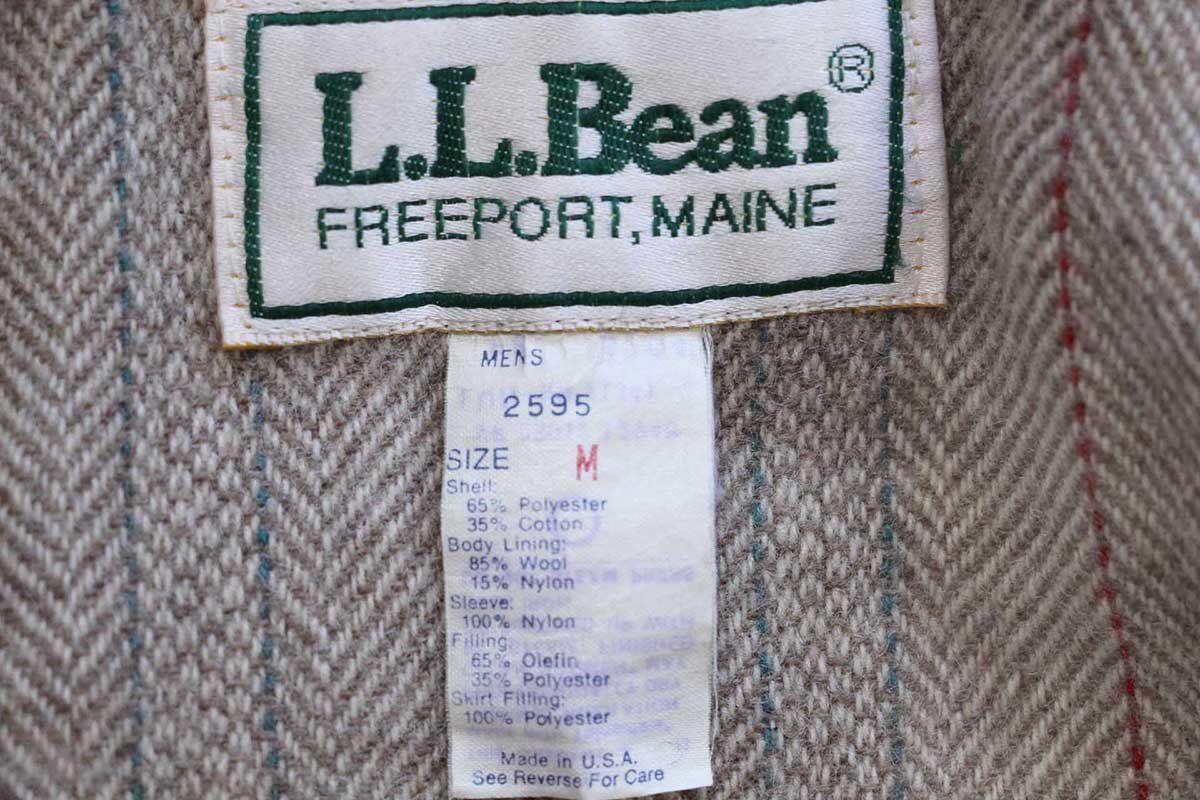 L.L.Bean®
FREEPORT, MAINE
MENS
2595
SIZE M
Shell:
65% Polyester
35% Cotton
Body Lining:
85% Wool
15% Nylon
Sleeve:
100% Nylon
Filling:
65% Olefin
35% Polyester
Skirt Filling:
100% Polyester
Made in U.S.A.
See Reverse For Care